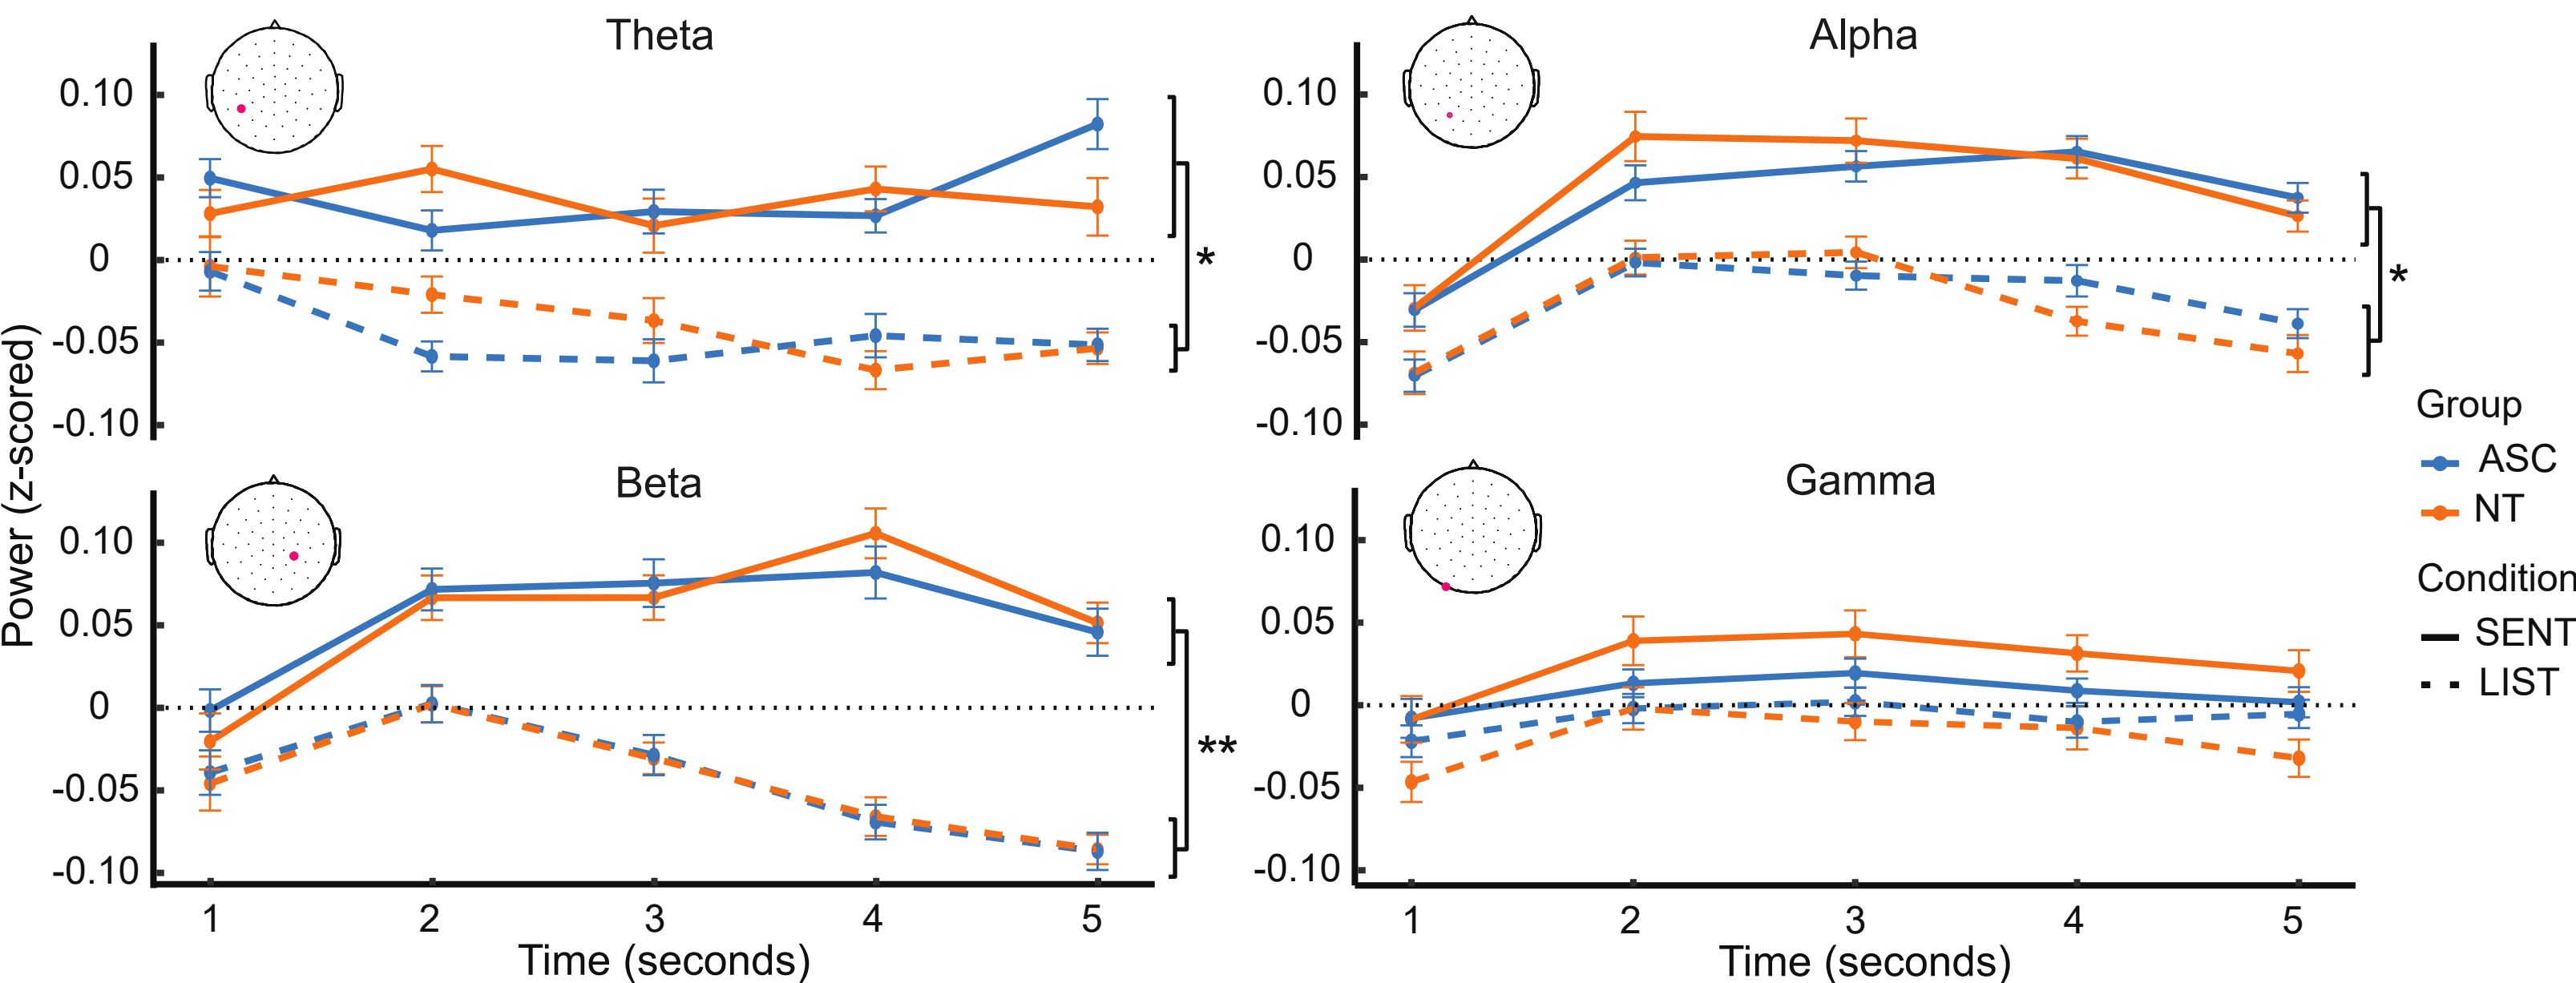 Theta
0.10
0.05
0
-0.05
-0.10
*
Alpha
0.10
0.05
0
-0.05
-0.10
*
Power (z-scored)
Beta
0.10
0.05
0
-0.05
-0.10
**
1 2 3 4 5
Time (seconds)
Gamma
0.10
0.05
0
-0.05
-0.10
1 2 3 4 5
Time (seconds)
Group
ASC
NT
Condition
SENT
LIST